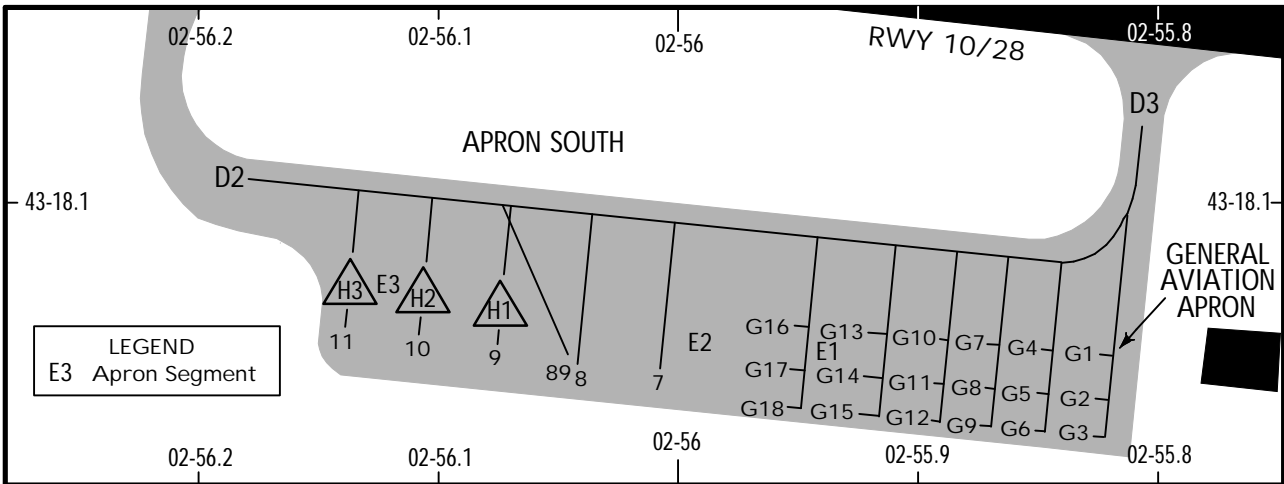 02-56.2
02-56.1
02-56
RWY 10/28
02-55.8
D3
APRON SOUTH
D2
43-18.1
43-18.1
GENERAL
AVIATION
APRON
H3
E3
H2
H1
11
10
9
89
8
7
E2
E1
G16
G13
G10
G7
G4
G1
G17
G14
G11
G8
G5
G2
G18
G15
G12
G9
G6
G3
LEGEND
E3 Apron Segment
02-56.2
02-56.1
02-56
02-55.9
02-55.8